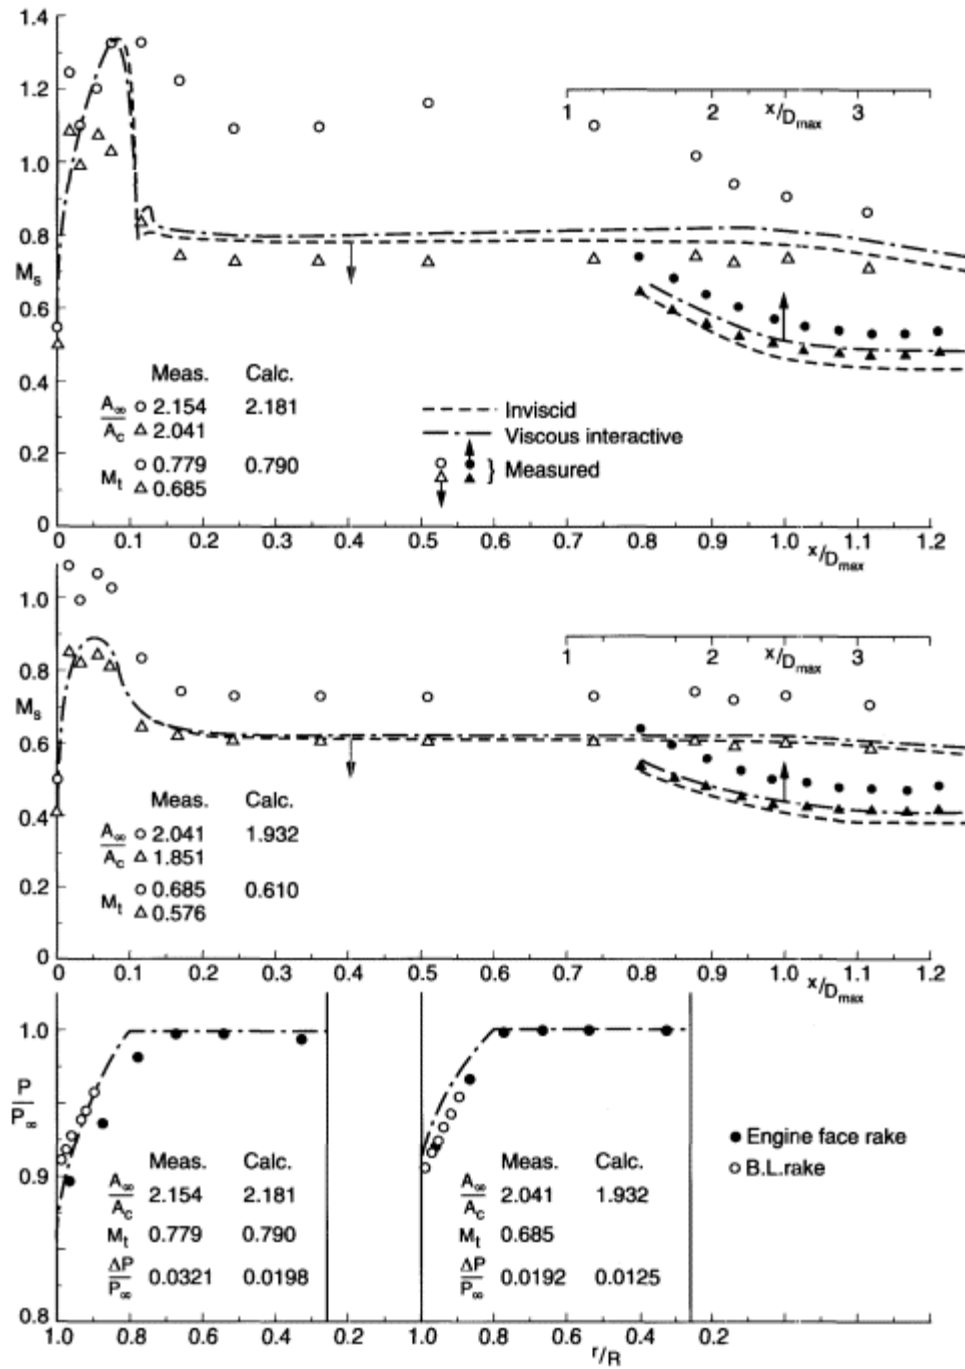 1.4
1.2
1.0
0.8
M_s
0.6
0.4
0.2
0
1 2 x/D_max 3
Meas. Calc.
A_∞/A_c ○ 2.154 2.181
△ 2.041
M_t ○ 0.779 0.790
△ 0.685
Inviscid
Viscous interactive
Measured
0 0.1 0.2 0.3 0.4 0.5 0.6 0.7 0.8 0.9 1.0 x/D_max 1.1 1.2
1.0
0.8
M_s
0.6
0.4
0.2
0
1 2 x/D_max 3
Meas. Calc.
A_∞/A_c ○ 2.041 1.932
△ 1.851
M_t ○ 0.685 0.610
△ 0.576
0 0.1 0.2 0.3 0.4 0.5 0.6 0.7 0.8 0.9 1.0 x/D_max 1.1 1.2
1.0
P/P_∞
0.9
0.8
Meas. Calc.
A_∞/A_c 2.154 2.181
M_t 0.779 0.790
ΔP/P_∞ 0.0321 0.0198
Meas. Calc.
A_∞/A_c 2.041 1.932
M_t 0.685
ΔP/P_∞ 0.0192 0.0125
● Engine face rake
○ B.L.rake
1.0 0.8 0.6 0.4 0.2 1.0 0.8 0.6 r/R 0.4 0.2